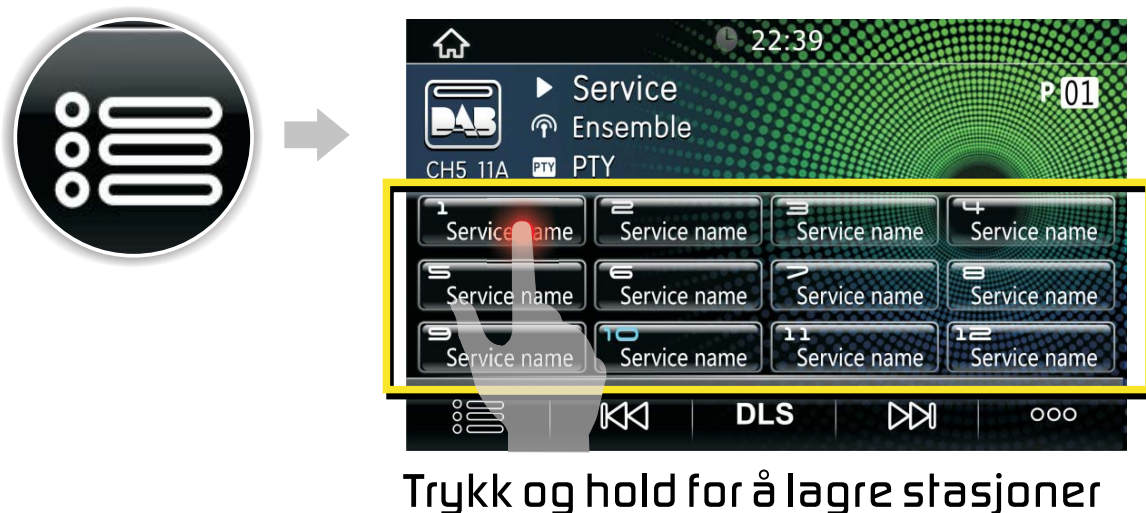 22:39
Service
P 01
DAB
Ensemble
CH5 11A PTY PTY
1 Service name 2 Service name 3 Service name 4 Service name
5 Service name 6 Service name 7 Service name 8 Service name
9 Service name 10 Service name 11 Service name 12 Service name
DLS
Trykk og hold for å lagre stasjoner